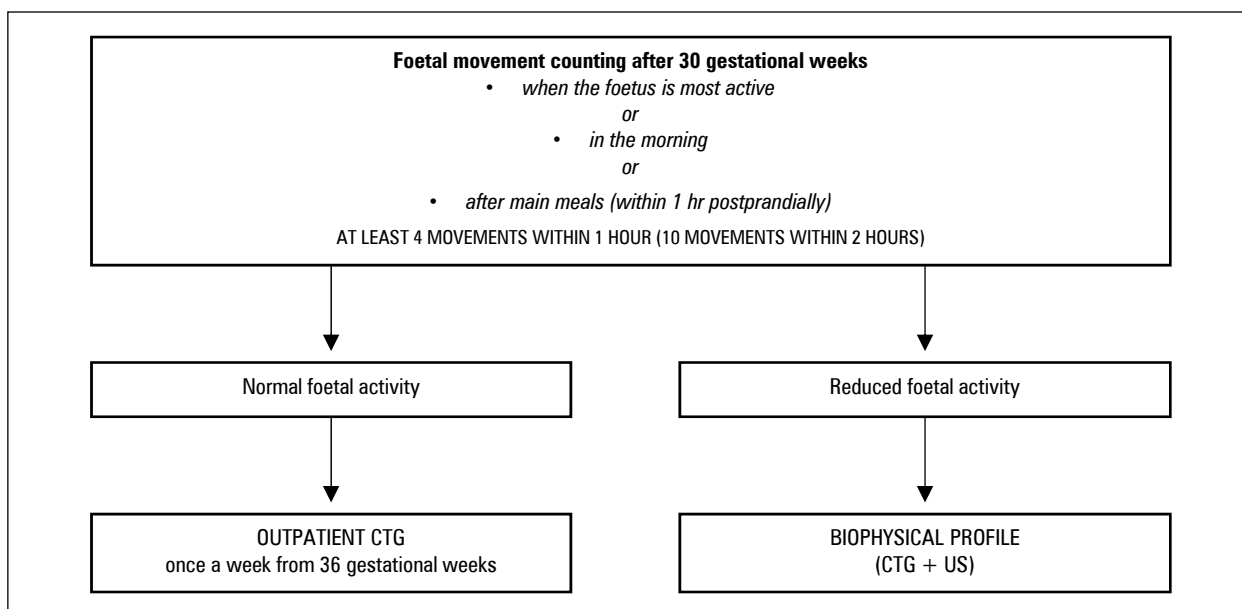 Foetal movement counting after 30 gestational weeks
• when the foetus is most active
or
• in the morning
or
• after main meals (within 1 hr postprandially)
AT LEAST 4 MOVEMENTS WITHIN 1 HOUR (10 MOVEMENTS WITHIN 2 HOURS)
Normal foetal activity
Reduced foetal activity
OUTPATIENT CTG
once a week from 36 gestational weeks
BIOPHYSICAL PROFILE
(CTG + US)